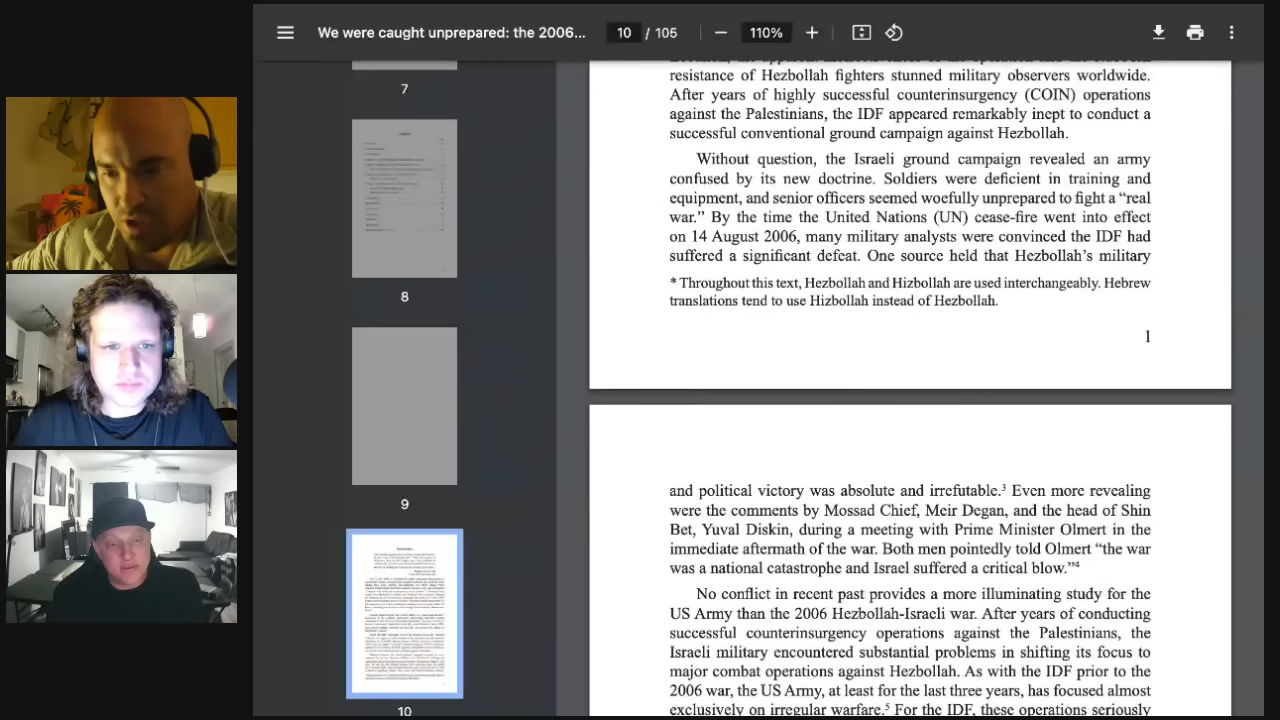 We were caught unprepared: the 2006...
10 / 105
110%
7
8
9
10
resistance of Hezbollah fighters stunned military observers worldwide.
After years of highly successful counterinsurgency (COIN) operations
against the Palestinians, the IDF appeared remarkably inept to conduct a
successful conventional ground campaign against Hezbollah.
Without question, the Israeli ground campaign revealed an army
confused by its new doctrine. Soldiers were deficient in training and
equipment, and senior officers seemed woefully unprepared to fight a “real
war.” By the time the United Nations (UN) cease-fire went into effect
on 14 August 2006, many military analysts were convinced the IDF had
suffered a significant defeat. One source held that Hezbollah’s military
* Throughout this text, Hezbollah and Hizbollah are used interchangeably. Hebrew
translations tend to use Hizbollah instead of Hezbollah.
1
and political victory was absolute and irrefutable.³ Even more revealing
were the comments by Mossad Chief, Meir Degan, and the head of Shin
Bet, Yuval Diskin, during a meeting with Prime Minister Olmert in the
immediate aftermath of the war. Both men pointedly told Olmert “the war
was a national catastrophe and Israel suffered a critical blow.”⁴
No conflict in recent history provides a more illuminating study for the
US Army than the 2006 Hezbollah-Israeli war. After years of conducting
successful counterinsurgency operations against the Palestinians, the
Israeli military encountered substantial problems in shifting its focus to
major combat operations against Hezbollah. As with the IDF prior to the
2006 war, the US Army, at least for the last three years, has focused almost
exclusively on irregular warfare.⁵ For the IDF, these operations seriously